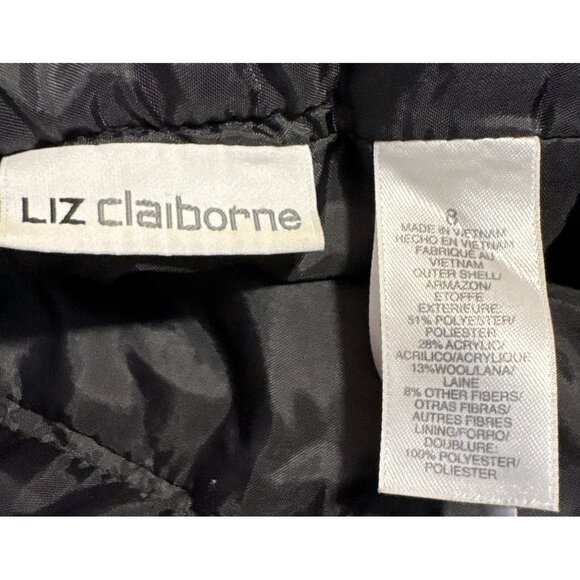 LIZ claiborne
8
MADE IN VIETNAM
HECHO EN VIETNAM
FABRIQUE AU
VIETNAM
OUTER SHELL/
ARMAZON/
ETOFFE
EXTERIEURE:
51% POLYESTER/
POLIESTER
28% ACRYLIC/
ACRILICO/ACRYLIQUE
13%WOOL/LANA/
LAINE
8% OTHER FIBERS/
OTRAS FIBRAS/
AUTRES FIBRES
LINING/FORRO/
DOUBLURE:
100% POLYESTER/
POLIESTER